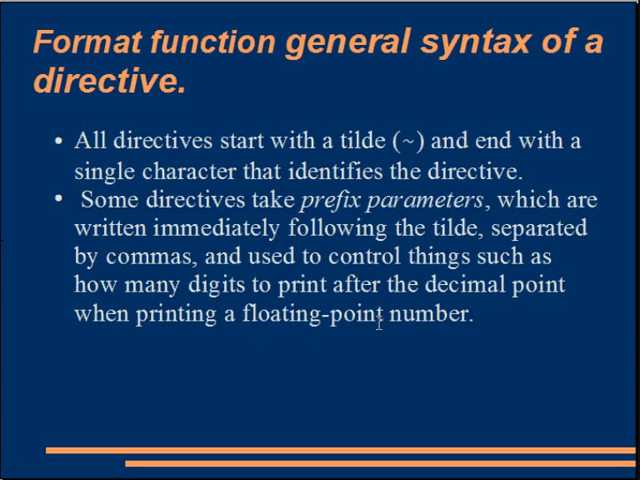 Format function general syntax of a
directive.
• All directives start with a tilde (~) and end with a
single character that identifies the directive.
• Some directives take prefix parameters, which are
written immediately following the tilde, separated
by commas, and used to control things such as
how many digits to print after the decimal point
when printing a floating-point number.